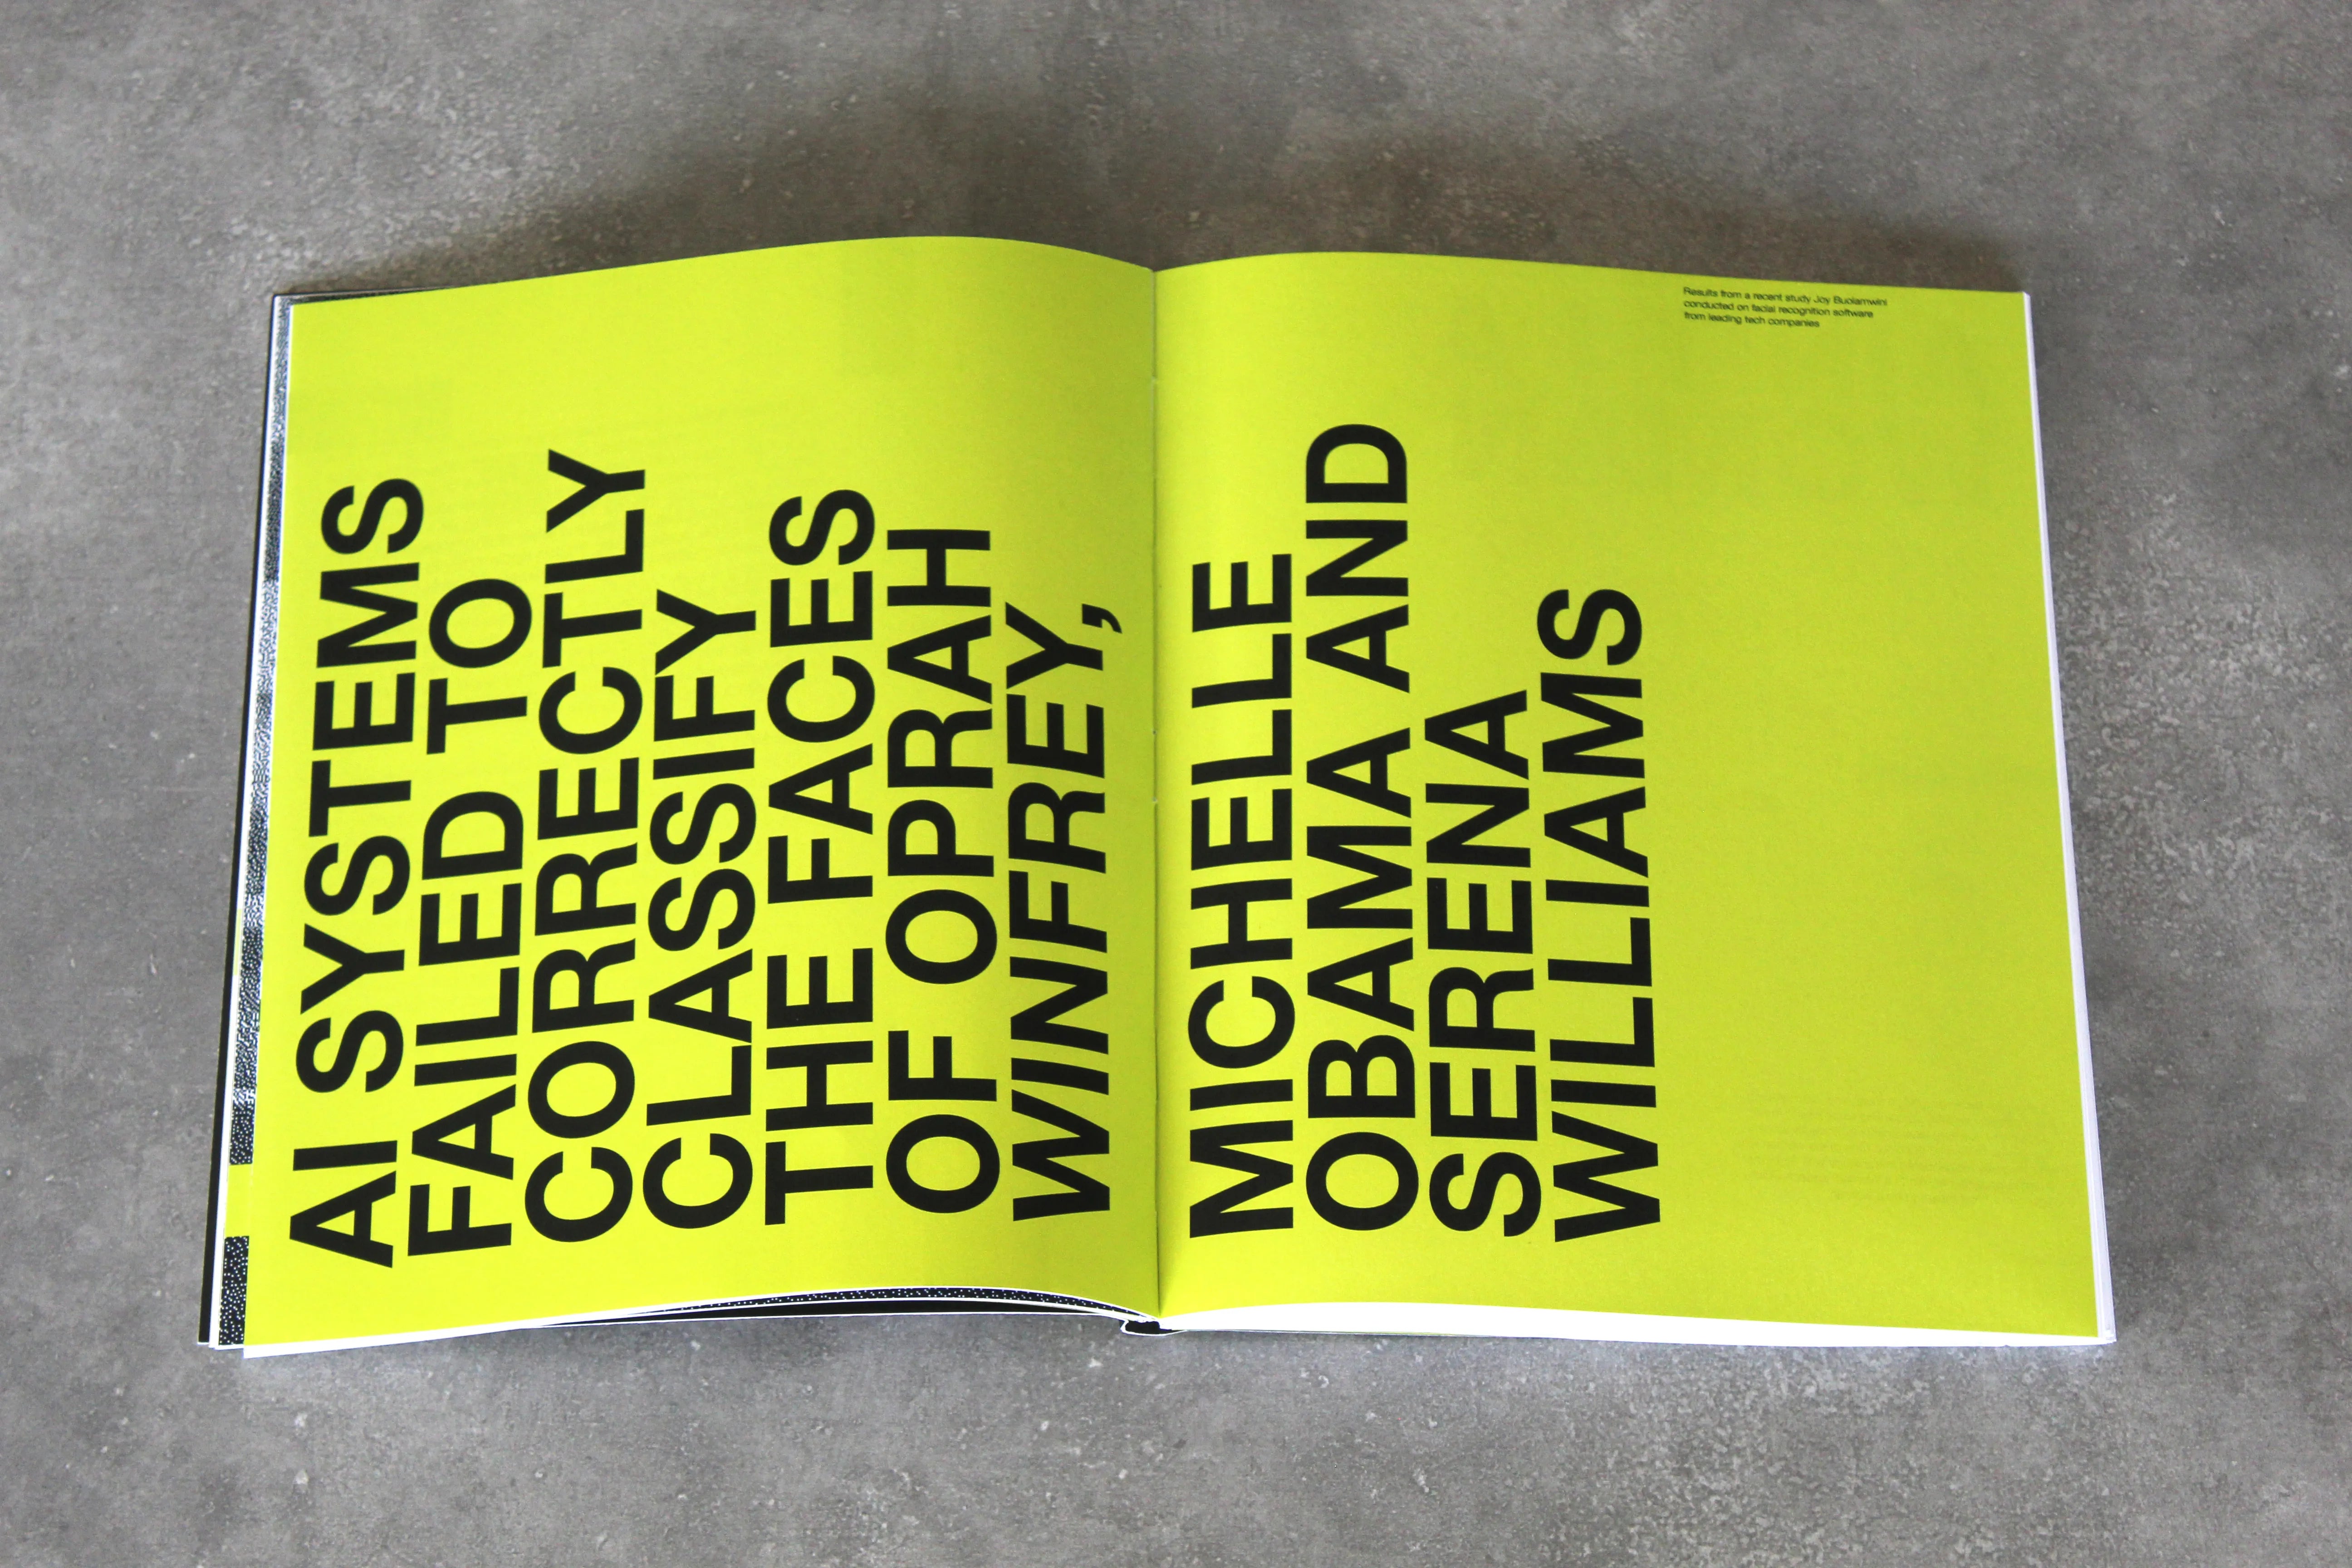 AI SYSTEMS
FAILED TO
CORRECTLY
CLASSIFY
THE FACES
OF OPRAH
WINFREY,
MICHELLE
OBAMA AND
SERENA
WILLIAMS
Results from a recent study Joy Buolamwini
conducted on facial recognition software
from leading tech companies